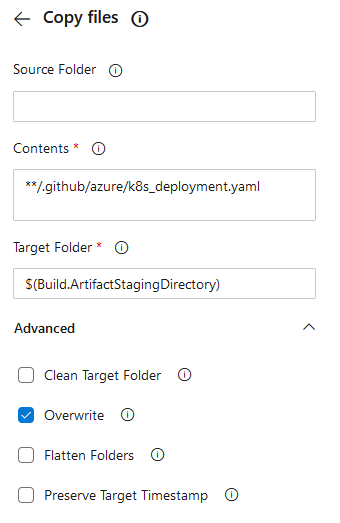 Copy files
Source Folder
Contents *
**/.github/azure/k8s_deployment.yaml
Target Folder *
$(Build.ArtifactStagingDirectory)
Advanced
Clean Target Folder
Overwrite
Flatten Folders
Preserve Target Timestamp